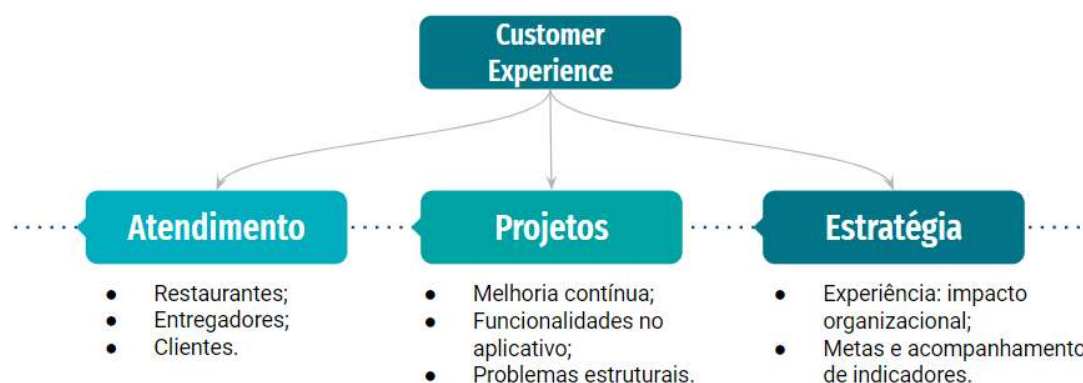 Customer
Experience
Atendimento
● Restaurantes;
● Entregadores;
● Clientes.
Projetos
● Melhoria contínua;
● Funcionalidades no
aplicativo;
● Problemas estruturais.
Estratégia
● Experiência: impacto
organizacional;
● Metas e acompanhamento
de indicadores.